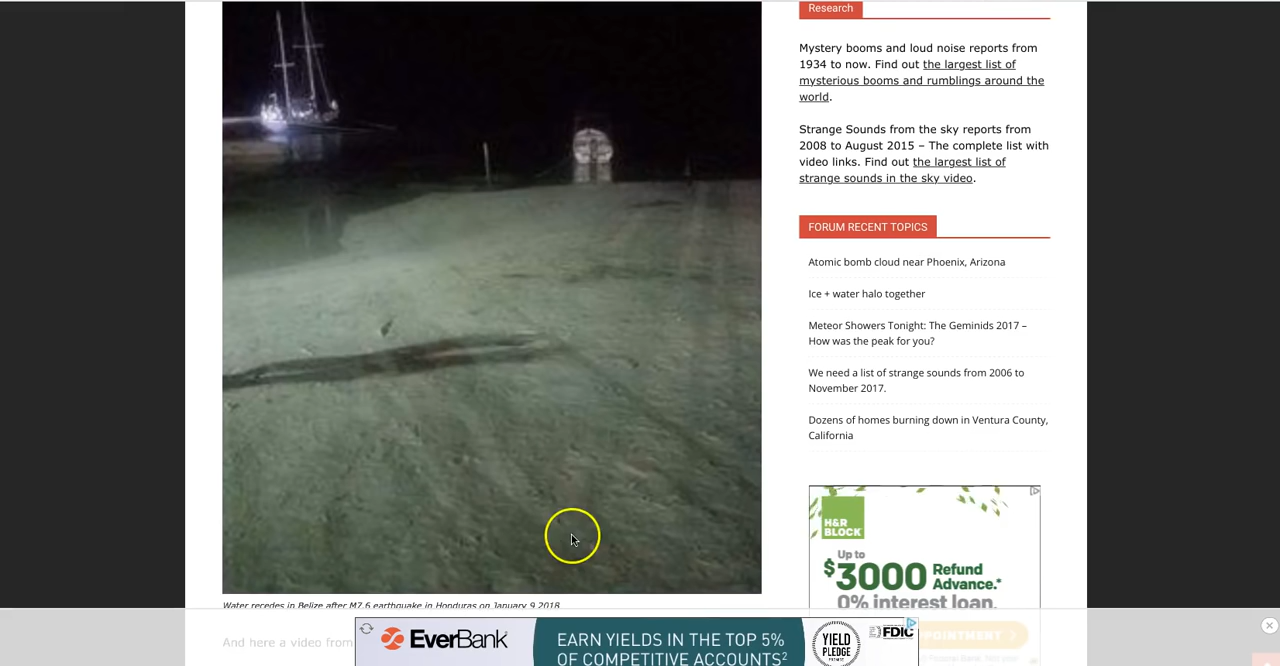 Research
Mystery booms and loud noise reports from
1934 to now. Find out the largest list of
mysterious booms and rumblings around the
world.
Strange Sounds from the sky reports from
2008 to August 2015 – The complete list with
video links. Find out the largest list of
strange sounds in the sky video.
FORUM RECENT TOPICS
Atomic bomb cloud near Phoenix, Arizona
Ice + water halo together
Meteor Showers Tonight: The Geminids 2017 –
How was the peak for you?
We need a list of strange sounds from 2006 to
November 2017.
Dozens of homes burning down in Ventura County,
California
H&R
BLOCK
Up to
$3000 Refund
Advance.*
0% interest loan.
Water recedes in Belize after M7.6 earthquake in Honduras on January 9 2018
And here a video from
EverBank
EARN YIELDS IN THE TOP 5%
OF COMPETITIVE ACCOUNTS2
YIELD
PLEDGE
FDIC